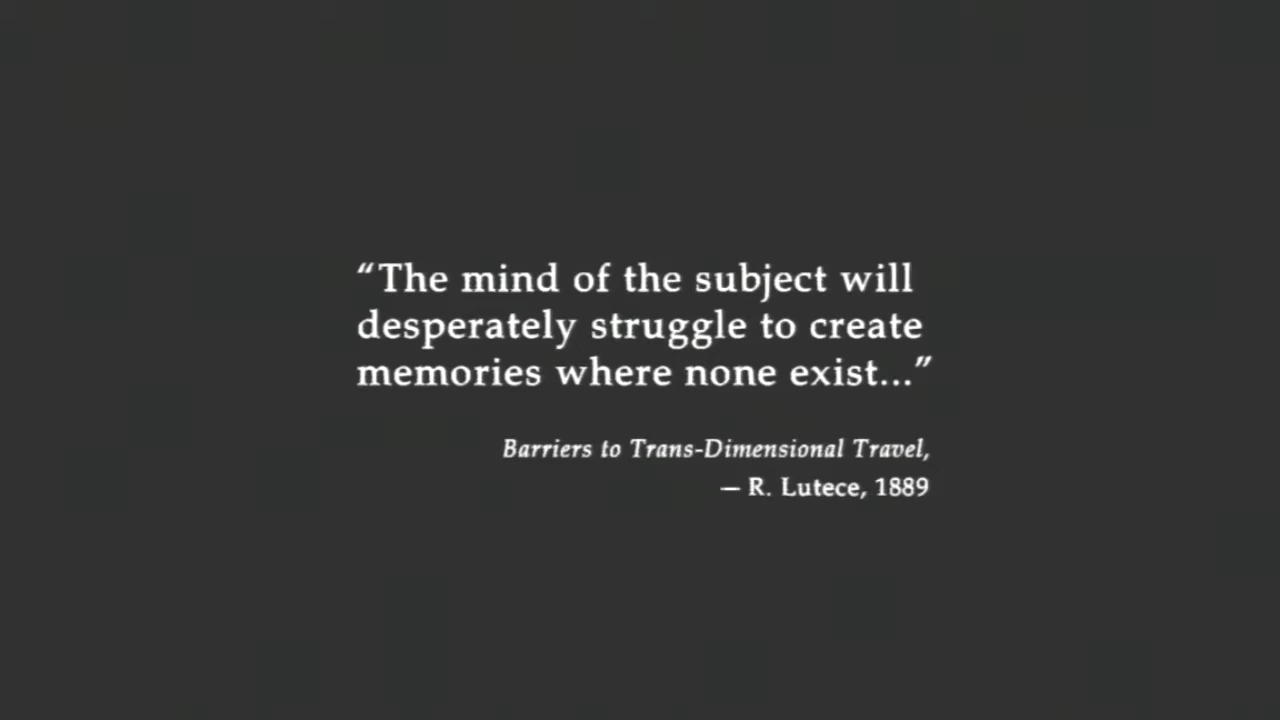 “The mind of the subject will
desperately struggle to create
memories where none exist...”
Barriers to Trans-Dimensional Travel,
— R. Lutece, 1889